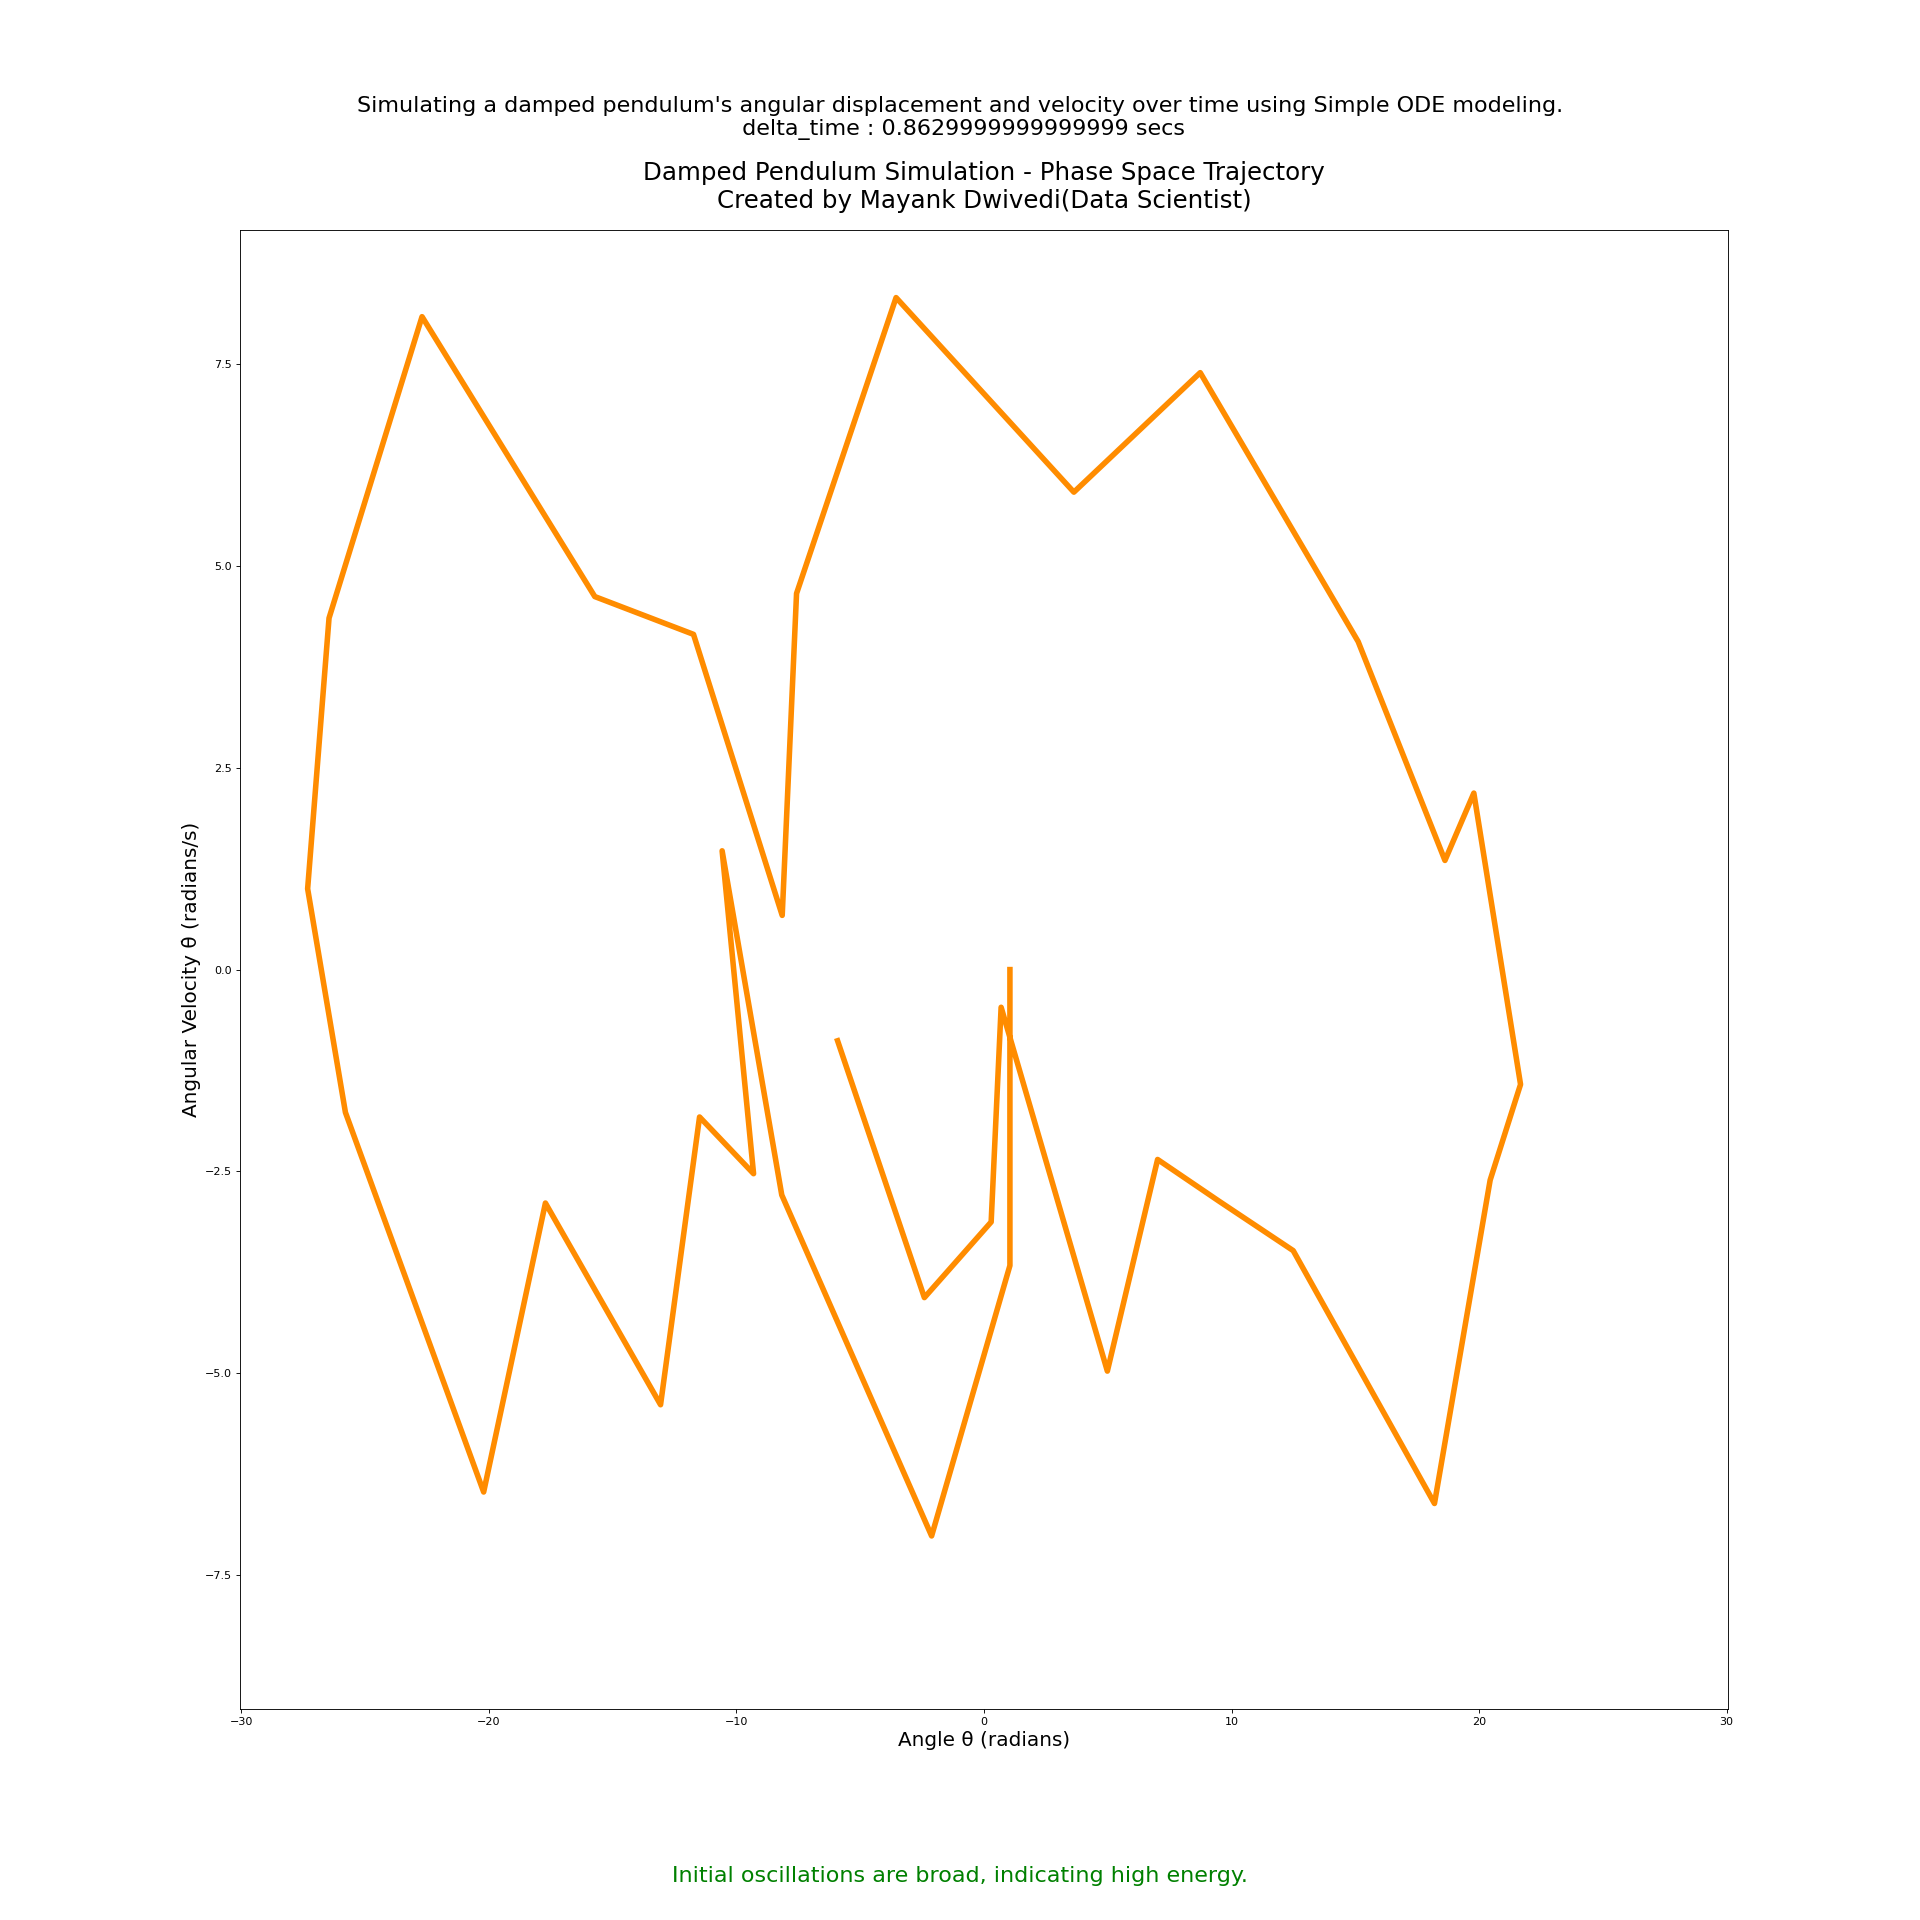 Simulating a damped pendulum's angular displacement and velocity over time using Simple ODE modeling.
delta_time : 0.8629999999999999 secs
Damped Pendulum Simulation - Phase Space Trajectory
Created by Mayank Dwivedi(Data Scientist)
Angular Velocity θ (radians/s)
7.5
5.0
2.5
0.0
−2.5
−5.0
−7.5
−30
−20
−10
0
10
20
30
Angle θ (radians)
Initial oscillations are broad, indicating high energy.